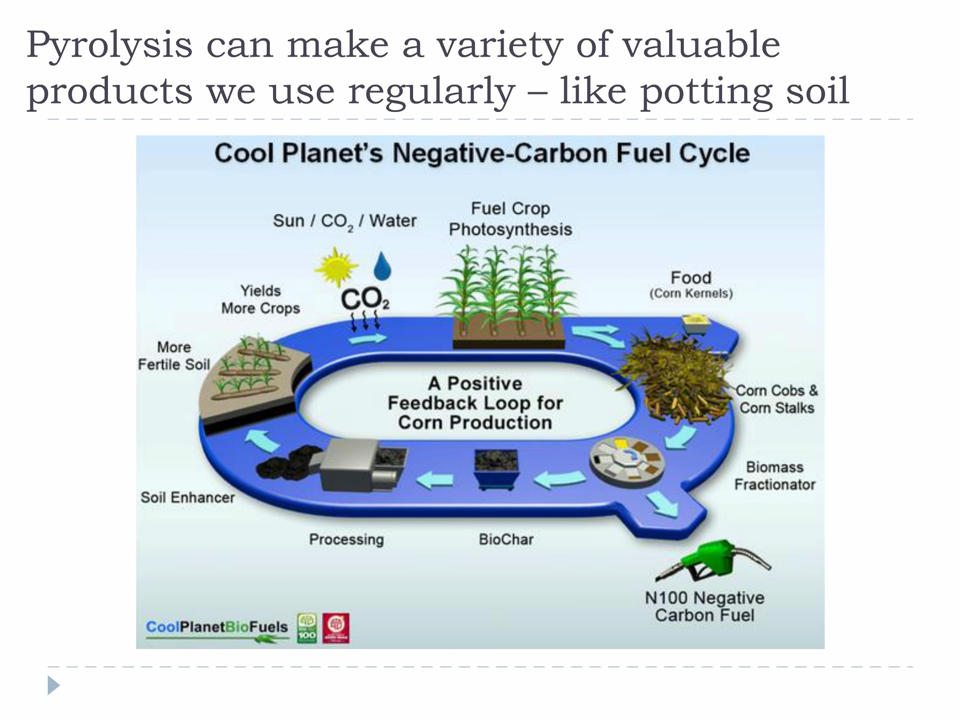 Pyrolysis can make a variety of valuable
products we use regularly – like potting soil
Cool Planet's Negative-Carbon Fuel Cycle
Sun / CO₂ / Water
Fuel Crop
Photosynthesis
Food
(Corn Kernels)
Yields
More Crops
CO₂
More
Fertile Soil
A Positive
Feedback Loop for
Corn Production
Corn Cobs &
Corn Stalks
Biomass
Fractionator
Soil Enhancer
Processing
BioChar
N100 Negative
Carbon Fuel
CoolPlanetBioFuels
100